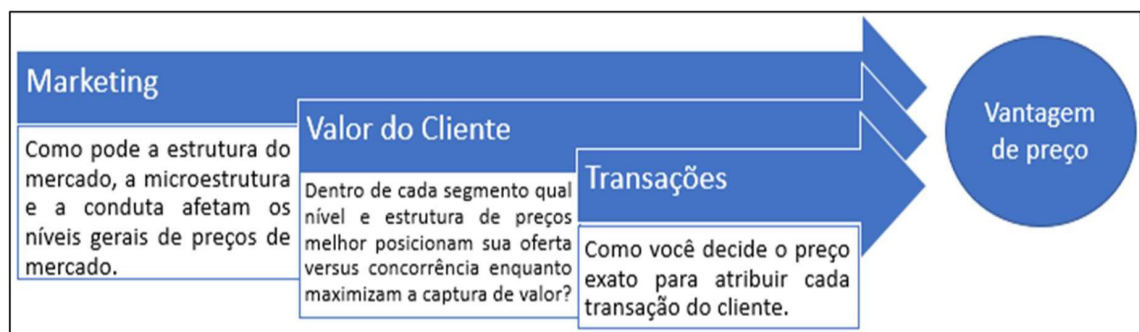 Marketing
Como pode a estrutura do
mercado, a microestrutura
e a conduta afetam os
níveis gerais de preços de
mercado.
Valor do Cliente
Dentro de cada segmento qual
nível e estrutura de preços
melhor posicionam sua oferta
versus concorrência enquanto
maximizam a captura de valor?
Transações
Como você decide o preço
exato para atribuir cada
transação do cliente.
Vantagem
de preço